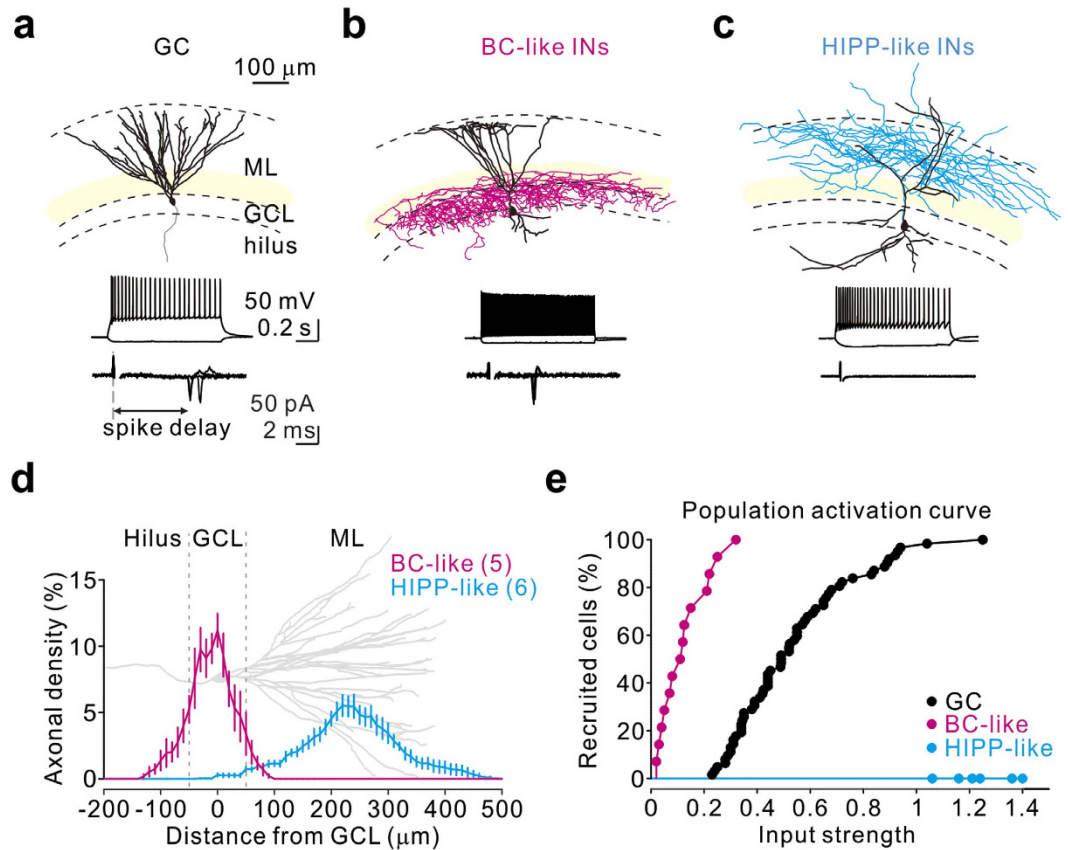 a
GC
100 μm
ML
GCL
hilus
50 mV
0.2 s
50 pA
2 ms
spike delay
b
BC-like INs
c
HIPP-like INs
d
Hilus GCL ML
BC-like (5)
HIPP-like (6)
Axonal density (%)
15
10
5
0
-200 -100 0 100 200 300 400 500
Distance from GCL (μm)
e
Population activation curve
Recruited cells (%)
100
80
60
40
20
0
GC
BC-like
HIPP-like
0 0.2 0.4 0.6 0.8 1 1.2 1.4
Input strength